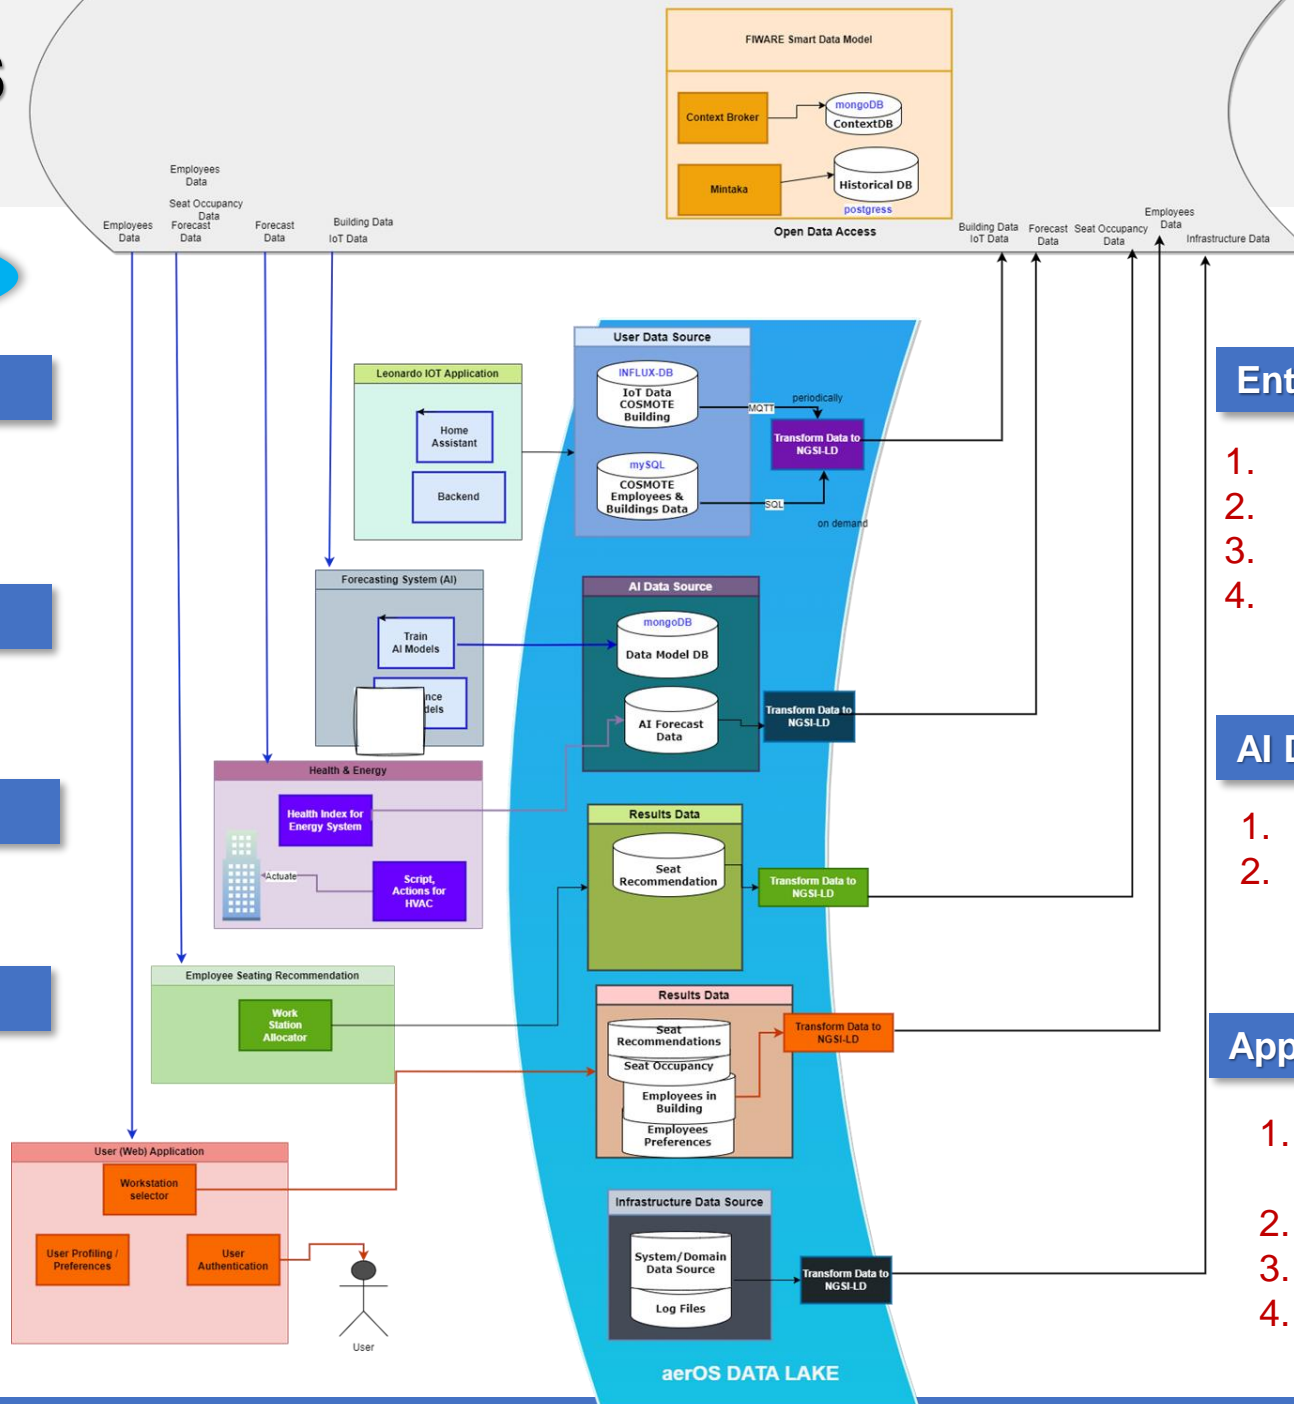 s
FIWARE Smart Data Model
Context Broker
mongoDB
ContextDB
Mintaka
Historical DB
postgress
Open Data Access
Employees
Data
Seat Occupancy
Data
Employees
Data
Forecast
Data
Forecast
Data
Building Data
IoT Data
Building Data
IoT Data
Forecast
Data
Seat Occupancy
Data
Employees
Data
Infrastructure Data
User Data Source
INFLUX-DB
IoT Data
COSMOTE
Building
MQTT
periodically
Transform Data to
NGSI-LD
mySQL
COSMOTE
Employees &
Buildings Data
SQL
on demand
Leonardo IOT Application
Home
Assistant
Backend
Forecasting System (AI)
Train
AI Models
nce
dels
AI Data Source
mongoDB
Data Model DB
AI Forecast
Data
Transform Data to
NGSI-LD
Health & Energy
Health Index for
Energy System
Actuate
Script,
Actions for
HVAC
Results Data
Seat
Recommendation
Transform Data to
NGSI-LD
Employee Seating Recommendation
Work
Station
Allocator
Results Data
Seat
Recommendations
Seat Occupancy
Employees in
Building
Employees
Preferences
Transform Data to
NGSI-LD
User (Web) Application
Workstation
selector
User Profiling /
Preferences
User
Authentication
User
Infrastructure Data Source
System/Domain
Data Source
Log Files
Transform Data to
NGSI-LD
aerOS DATA LAKE
Ent
1.
2.
3.
4.
AI D
1.
2.
App
1.
2.
3.
4.